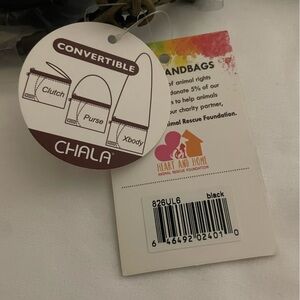 CONVERTIBLE
Clutch
Purse
Xbody
CHALA
ANDBAGS
of animal rights
donate 5% of our
s to help animals
our charity partner,
nimal Rescue Foundation.
HEART AND HOME
ANIMAL RESCUE FOUNDATION
826UL6 black
6 46492 02401 0